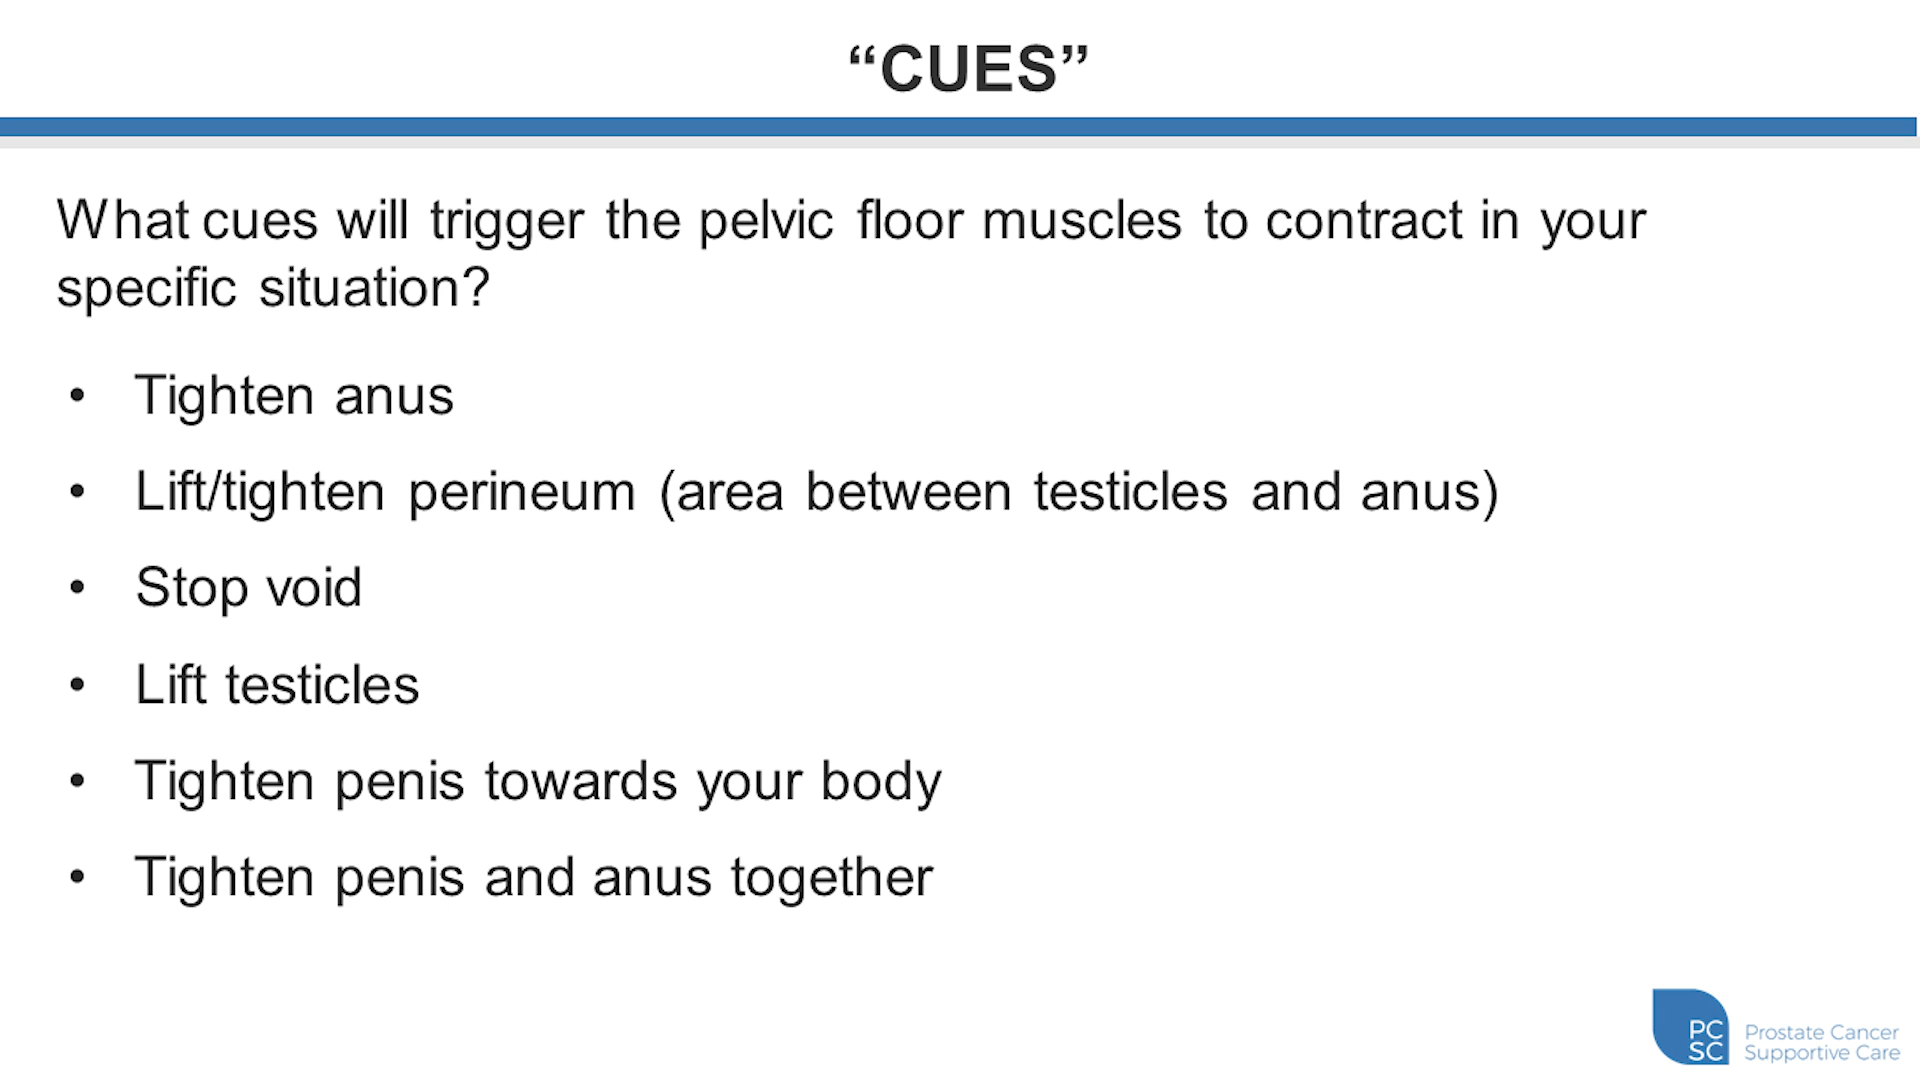 “CUES”
What cues will trigger the pelvic floor muscles to contract in your
specific situation?
• Tighten anus
• Lift/tighten perineum (area between testicles and anus)
• Stop void
• Lift testicles
• Tighten penis towards your body
• Tighten penis and anus together
PC
SC
Prostate Cancer
Supportive Care